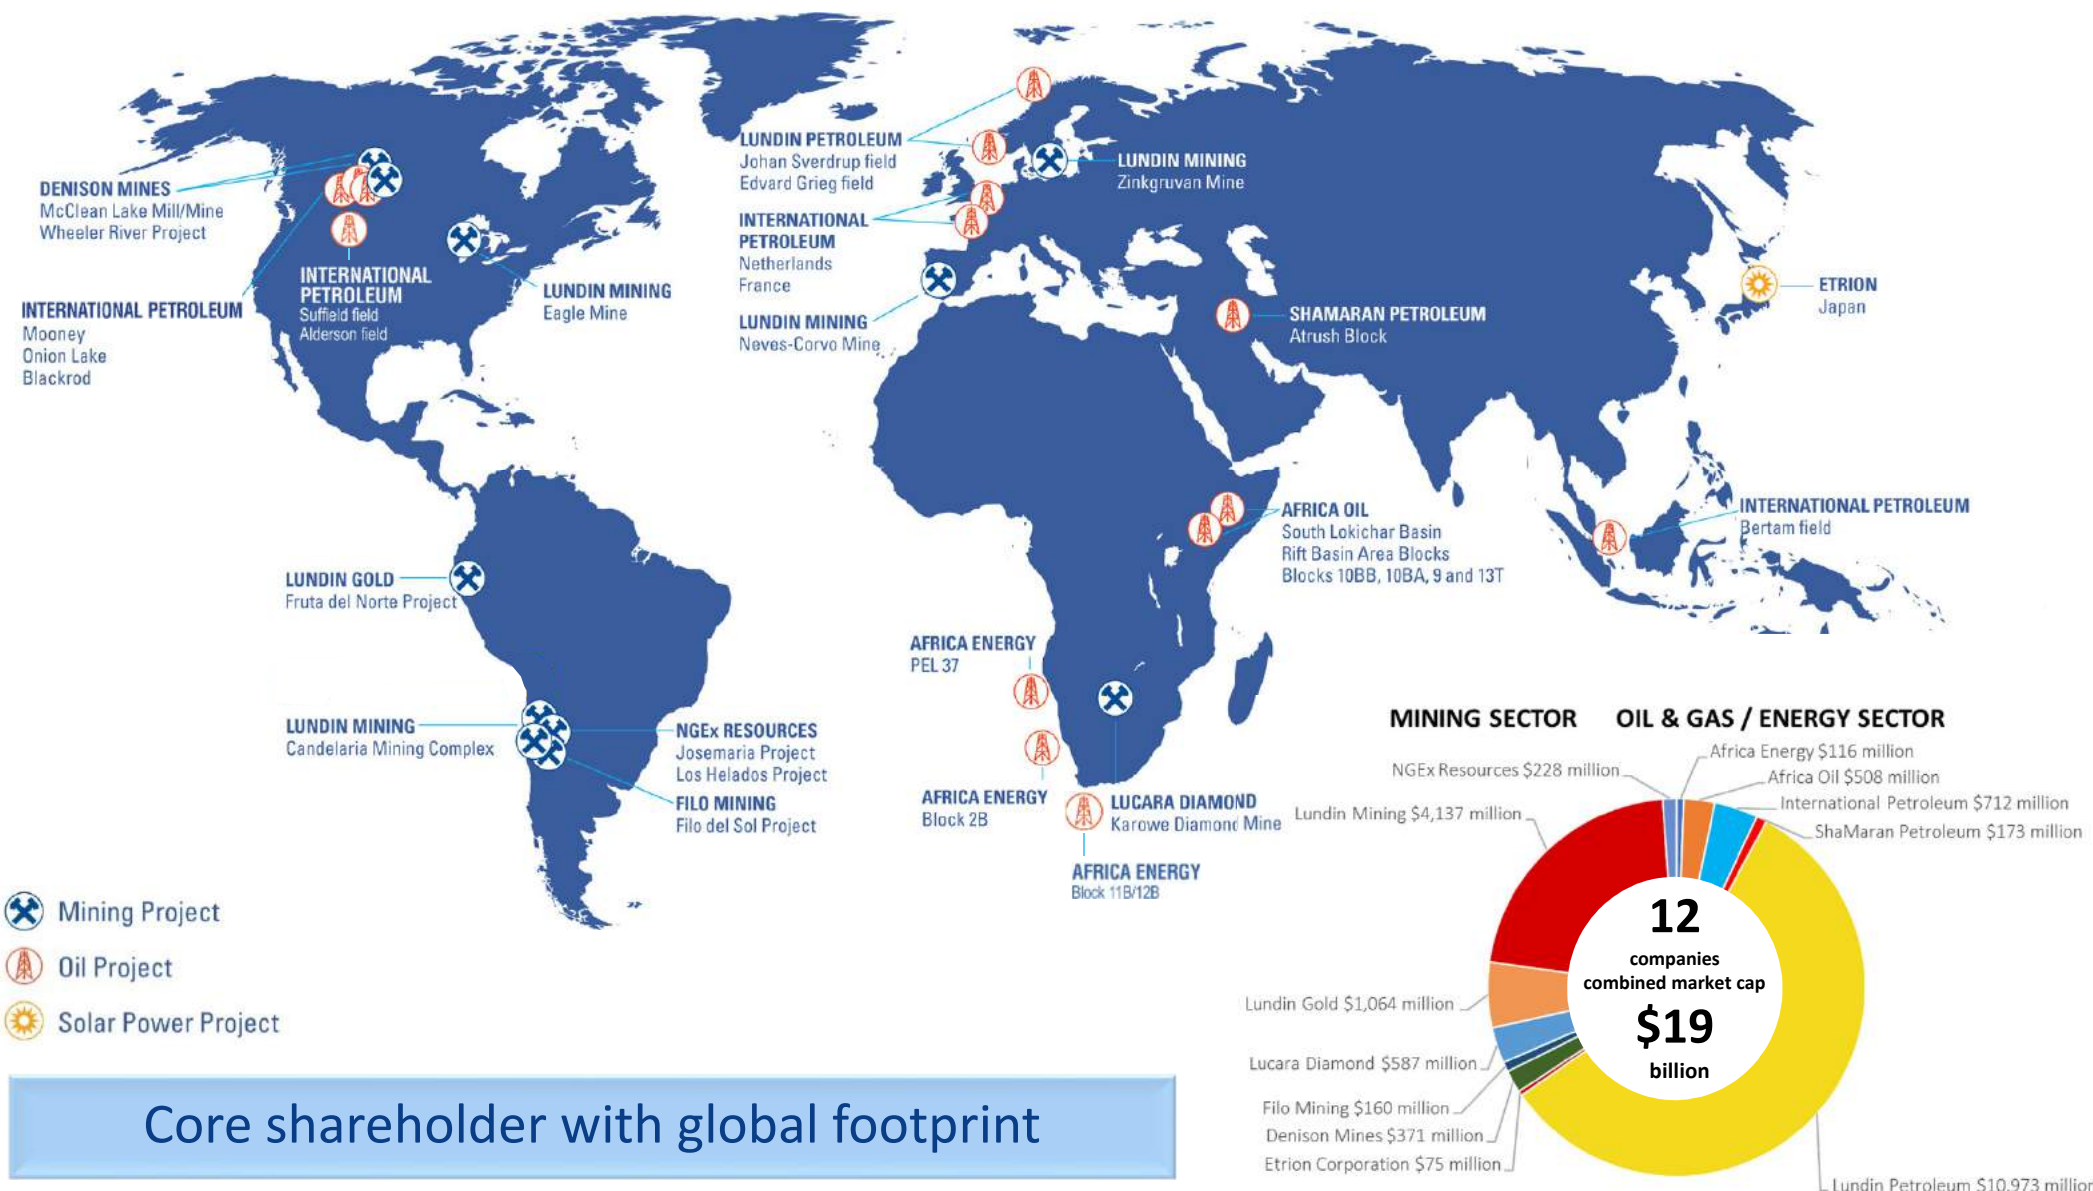 DENISON MINES
McClean Lake Mill/Mine
Wheeler River Project
INTERNATIONAL PETROLEUM
Mooney
Onion Lake
Blackrod
INTERNATIONAL
PETROLEUM
Suffield field
Alderson field
LUNDIN MINING
Eagle Mine
LUNDIN PETROLEUM
Johan Sverdrup field
Edvard Grieg field
INTERNATIONAL
PETROLEUM
Netherlands
France
LUNDIN MINING
Neves-Corvo Mine
LUNDIN MINING
Zinkgruvan Mine
SHAMARAN PETROLEUM
Atrush Block
ETRION
Japan
AFRICA OIL
South Lokichar Basin
Rift Basin Area Blocks
Blocks 10BB, 10BA, 9 and 13T
INTERNATIONAL PETROLEUM
Bertam field
LUNDIN GOLD
Fruta del Norte Project
LUNDIN MINING
Candelaria Mining Complex
NGEx RESOURCES
Josemaria Project
Los Helados Project
FILO MINING
Filo del Sol Project
AFRICA ENERGY
PEL 37
AFRICA ENERGY
Block 2B
LUCARA DIAMOND
Karowe Diamond Mine
AFRICA ENERGY
Block 11B/12B
Mining Project
Oil Project
Solar Power Project
Core shareholder with global footprint
MINING SECTOR
OIL & GAS / ENERGY SECTOR
Africa Energy $116 million
NGEx Resources $228 million
Africa Oil $508 million
International Petroleum $712 million
Lundin Mining $4,137 million
ShaMaran Petroleum $173 million
12
companies
combined market cap
$19
billion
Lundin Gold $1,064 million
Lucara Diamond $587 million
Filo Mining $160 million
Denison Mines $371 million
Etrion Corporation $75 million
Lundin Petroleum $10,973 million